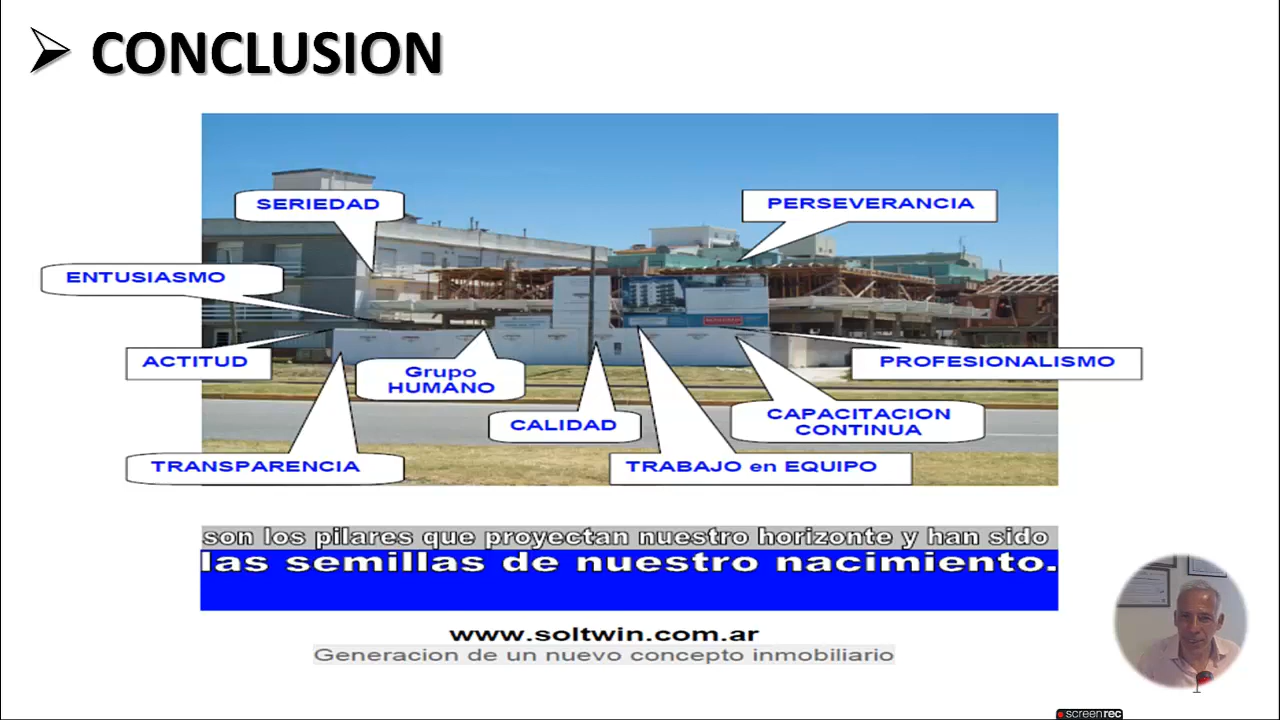 CONCLUSION
SERIEDAD
PERSEVERANCIA
ENTUSIASMO
ACTITUD
Grupo
HUMANO
PROFESIONALISMO
CALIDAD
CAPACITACION
CONTINUA
TRANSPARENCIA
TRABAJO en EQUIPO
son los pilares que proyectan nuestro horizonte y han sido
las semillas de nuestro nacimiento.
www.soltwin.com.ar
Generacion de un nuevo concepto inmobiliario
screenrec